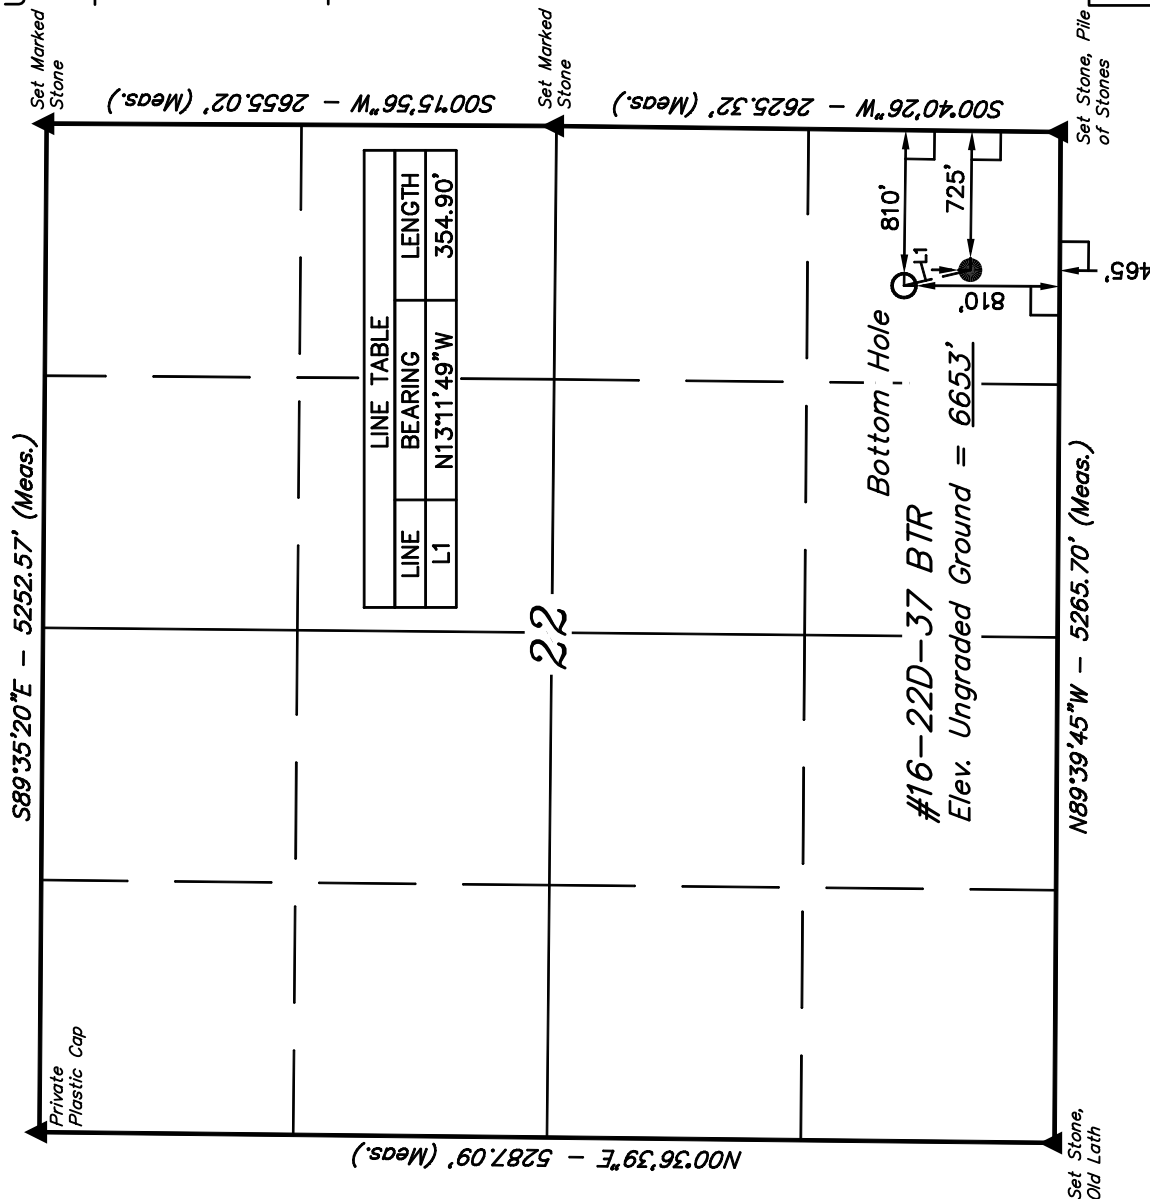 S89°35'20"E - 5252.57' (Meas.)
Private
Plastic Cap
Set Marked
Stone
N00°36'39"E - 5287.09' (Meas.)
S00°15'56"W - 2655.02' (Meas.)
LINE TABLE
LINE BEARING LENGTH
L1 N13°11'49"W 354.90'
22
Set Marked
Stone
S00°40'26"W - 2625.32' (Meas.)
Bottom Hole
810'
L1
#16-22D-37 BTR
Elev. Ungraded Ground = 6653'
725'
810'
465'
N89°39'45"W - 5265.70' (Meas.)
Set Stone,
Old Lath
Set Stone, Pile
of Stones